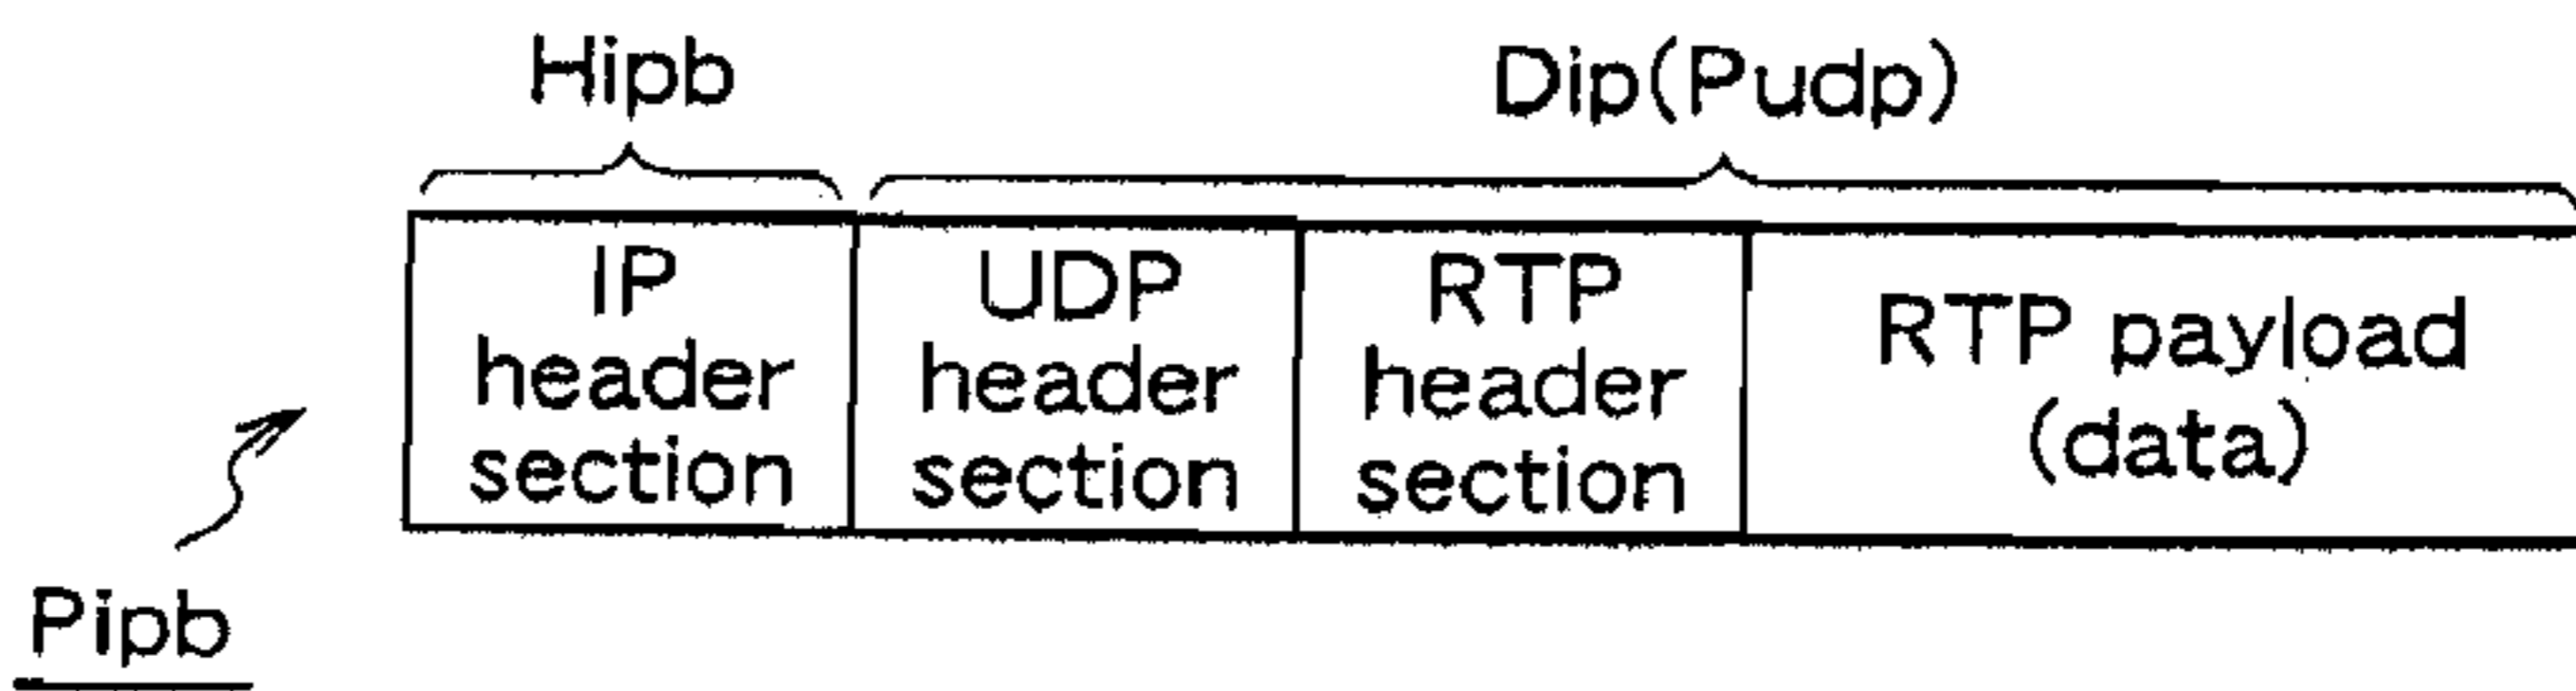 Hipb
Dip(Pudp)
IP
header
section
UDP
header
section
RTP
header
section
RTP payload
(data)
Pipb